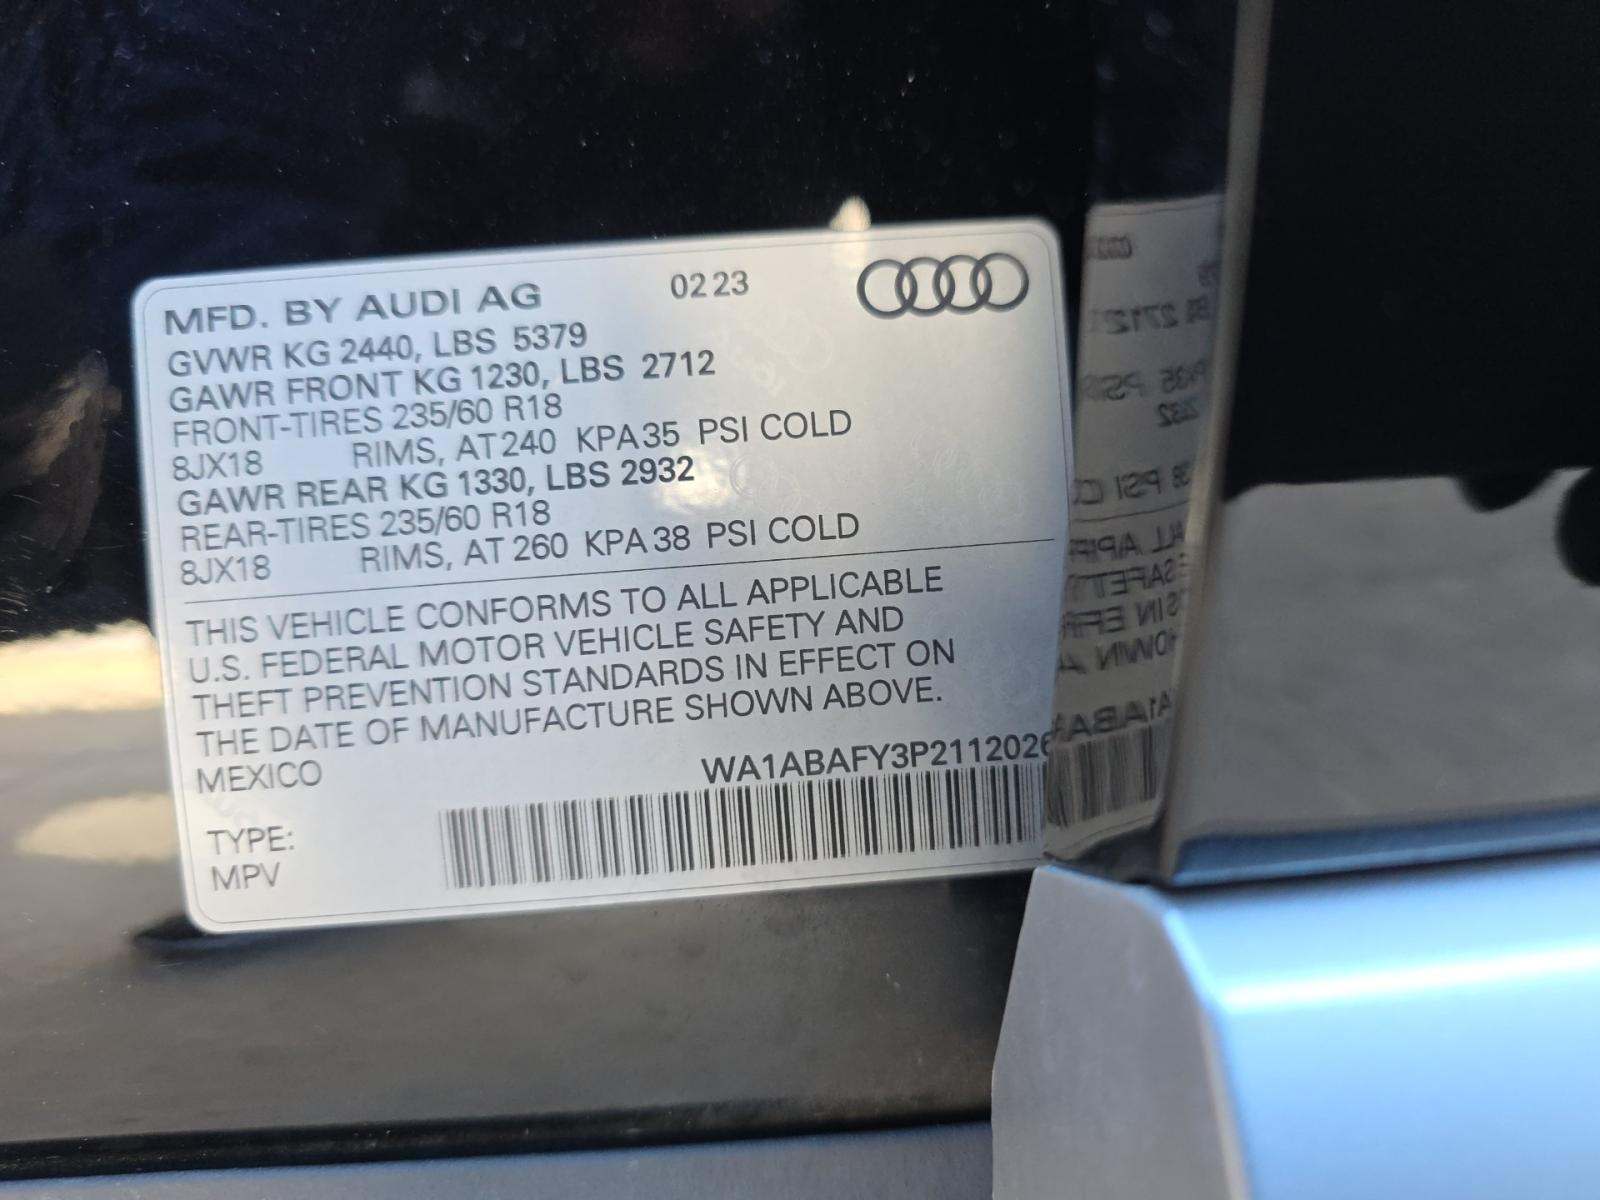 MFD. BY AUDI AG 02 23
GVWR KG 2440, LBS 5379
GAWR FRONT KG 1230, LBS 2712
FRONT-TIRES 235/60 R18
8JX18 RIMS, AT 240 KPA 35 PSI COLD
GAWR REAR KG 1330, LBS 2932
REAR-TIRES 235/60 R18
8JX18 RIMS, AT 260 KPA 38 PSI COLD
THIS VEHICLE CONFORMS TO ALL APPLICABLE
U.S. FEDERAL MOTOR VEHICLE SAFETY AND
THEFT PREVENTION STANDARDS IN EFFECT ON
THE DATE OF MANUFACTURE SHOWN ABOVE.
MEXICO
WA1ABAFY3P2112026
TYPE:
MPV